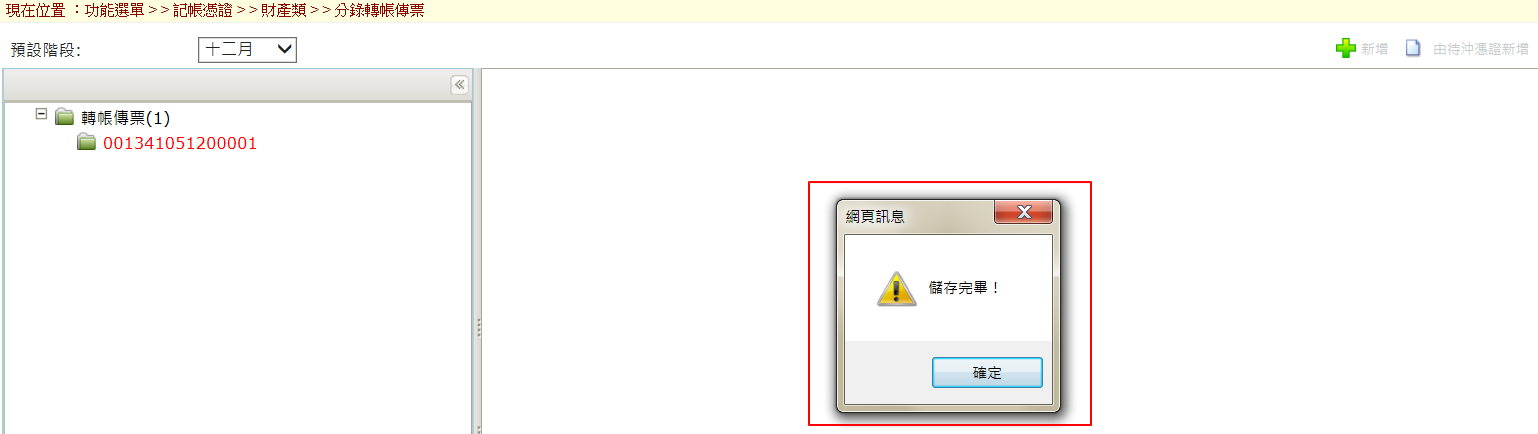 現在位置 ：功能選單 >> 記帳憑證 >> 財產類 >> 分錄轉帳傳票
預設階段: 十二月 新增 由待沖憑證新增
轉帳傳票(1)
001341051200001
網頁訊息
儲存完畢！
確定